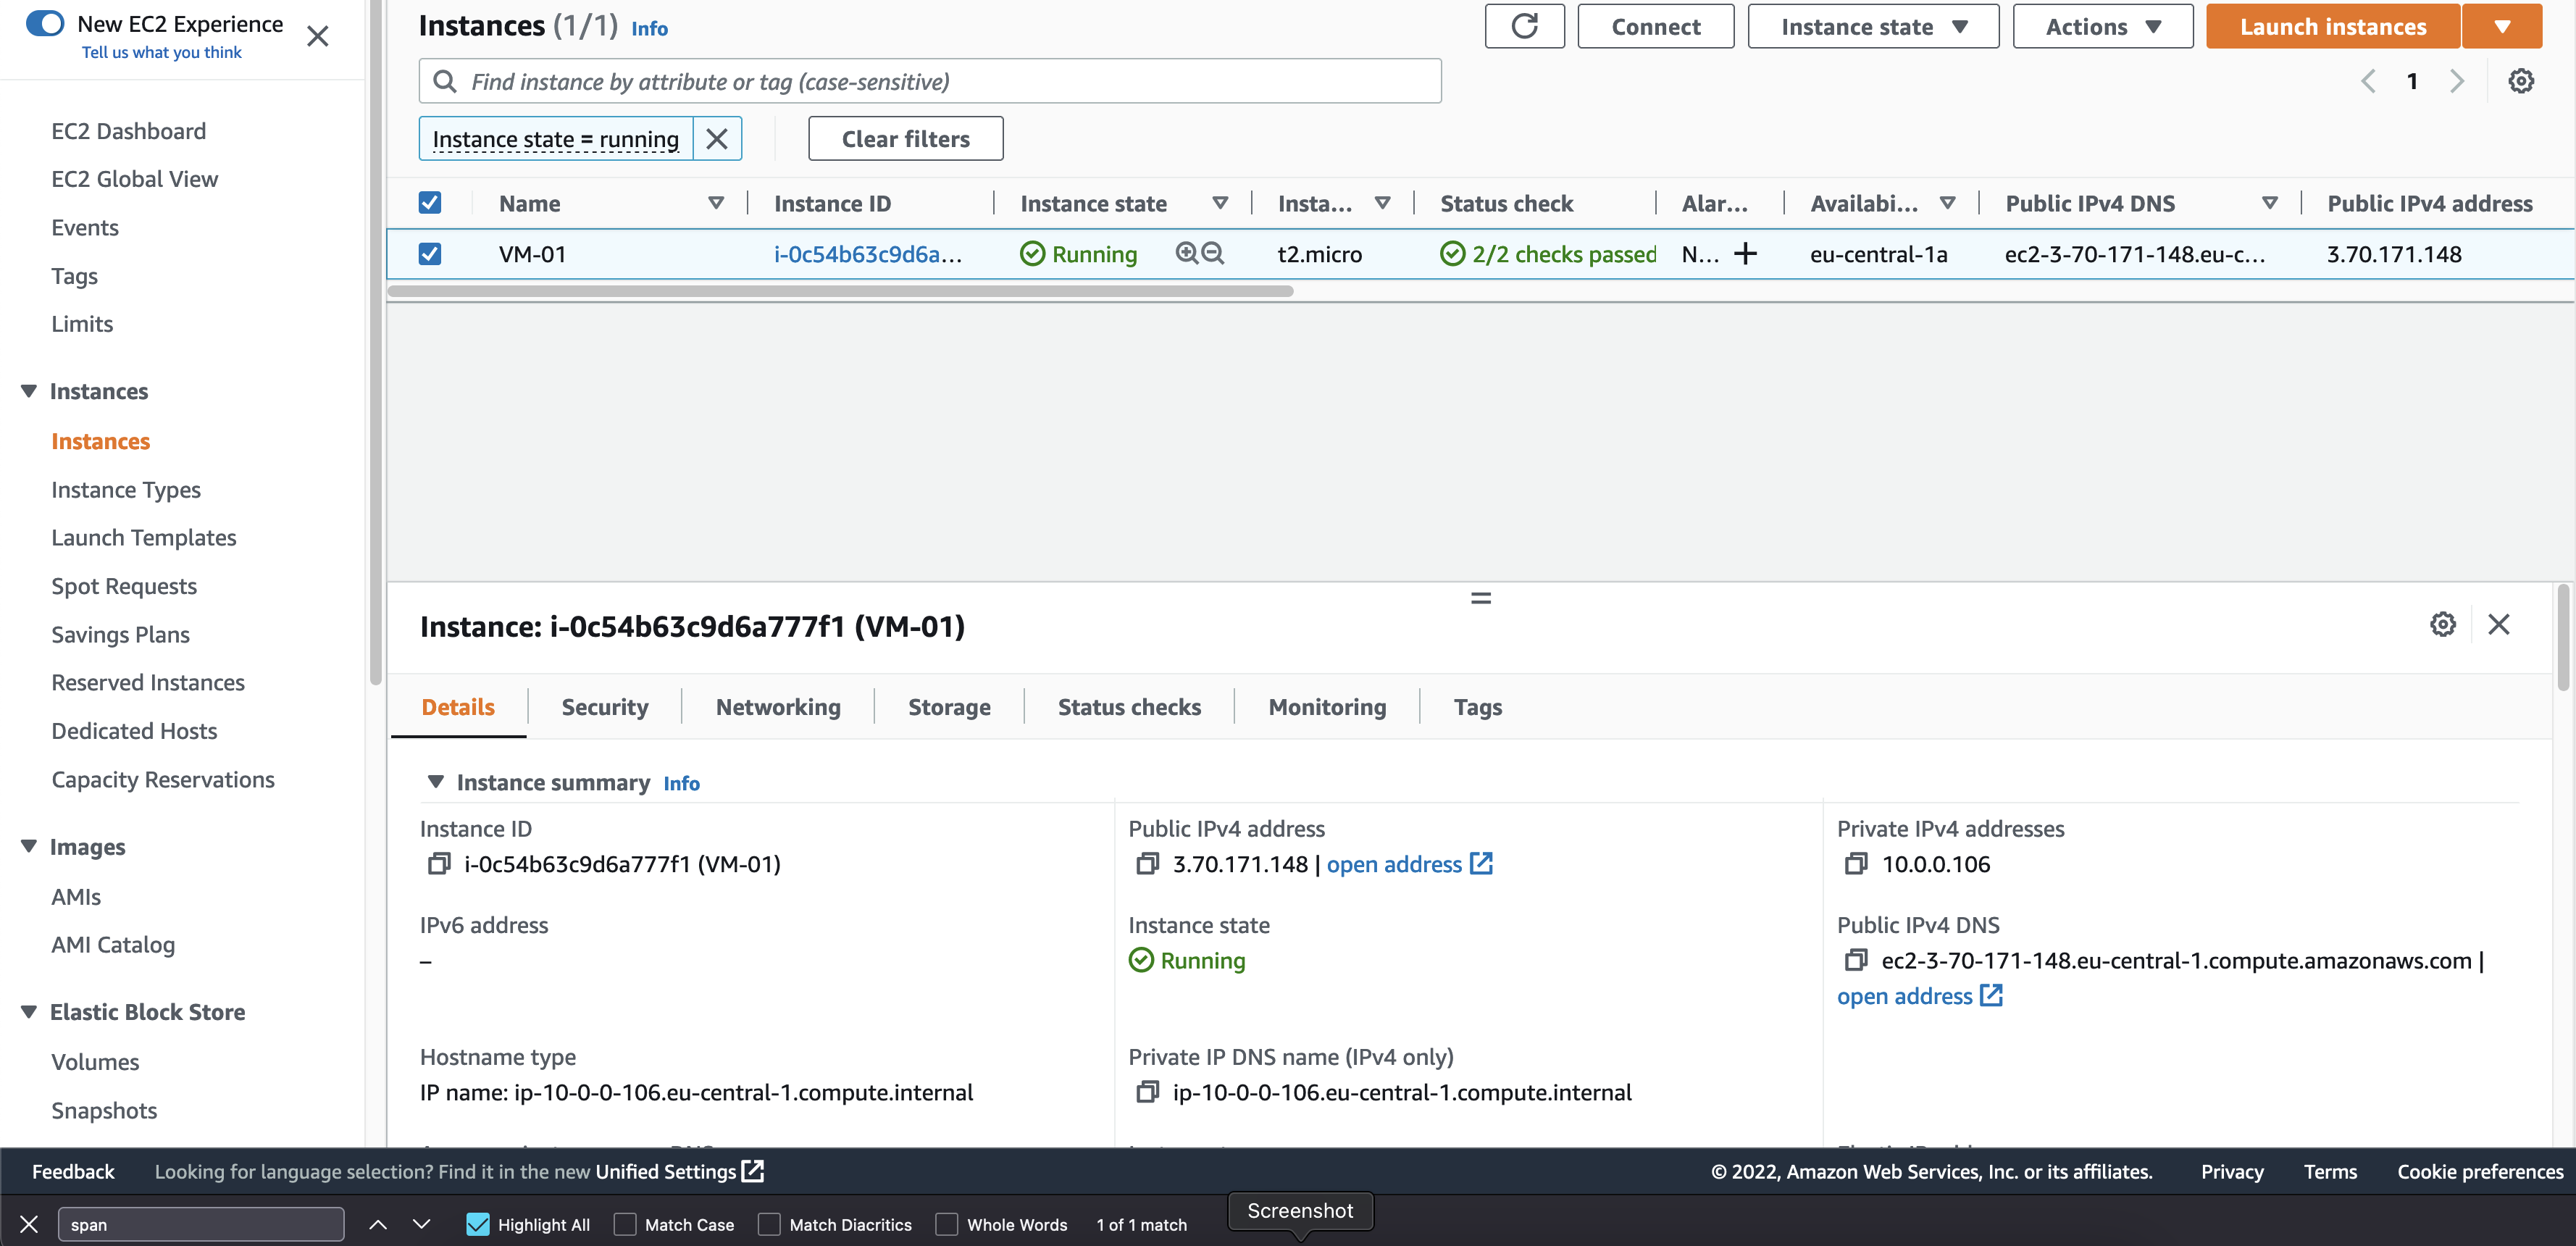 New EC2 Experience
Tell us what you think
EC2 Dashboard
EC2 Global View
Events
Tags
Limits
Instances
Instances
Instance Types
Launch Templates
Spot Requests
Savings Plans
Reserved Instances
Dedicated Hosts
Capacity Reservations
Images
AMIs
AMI Catalog
Elastic Block Store
Volumes
Snapshots
Instances (1/1) Info
Connect
Instance state
Actions
Launch instances
Find instance by attribute or tag (case-sensitive)
1
Instance state = running
Clear filters
Name Instance ID Instance state Insta... Status check Alar... Availabi... Public IPv4 DNS Public IPv4 address
VM-01 i-0c54b63c9d6a... Running t2.micro 2/2 checks passed N... + eu-central-1a ec2-3-70-171-148.eu-c... 3.70.171.148
Instance: i-0c54b63c9d6a777f1 (VM-01)
Details Security Networking Storage Status checks Monitoring Tags
Instance summary Info
Instance ID
i-0c54b63c9d6a777f1 (VM-01)
Public IPv4 address
3.70.171.148 | open address
Private IPv4 addresses
10.0.0.106
IPv6 address
–
Instance state
Running
Public IPv4 DNS
ec2-3-70-171-148.eu-central-1.compute.amazonaws.com |
open address
Hostname type
IP name: ip-10-0-0-106.eu-central-1.compute.internal
Private IP DNS name (IPv4 only)
ip-10-0-0-106.eu-central-1.compute.internal
Feedback Looking for language selection? Find it in the new Unified Settings © 2022, Amazon Web Services, Inc. or its affiliates. Privacy Terms Cookie preferences
Screenshot
span Highlight All Match Case Match Diacritics Whole Words 1 of 1 match